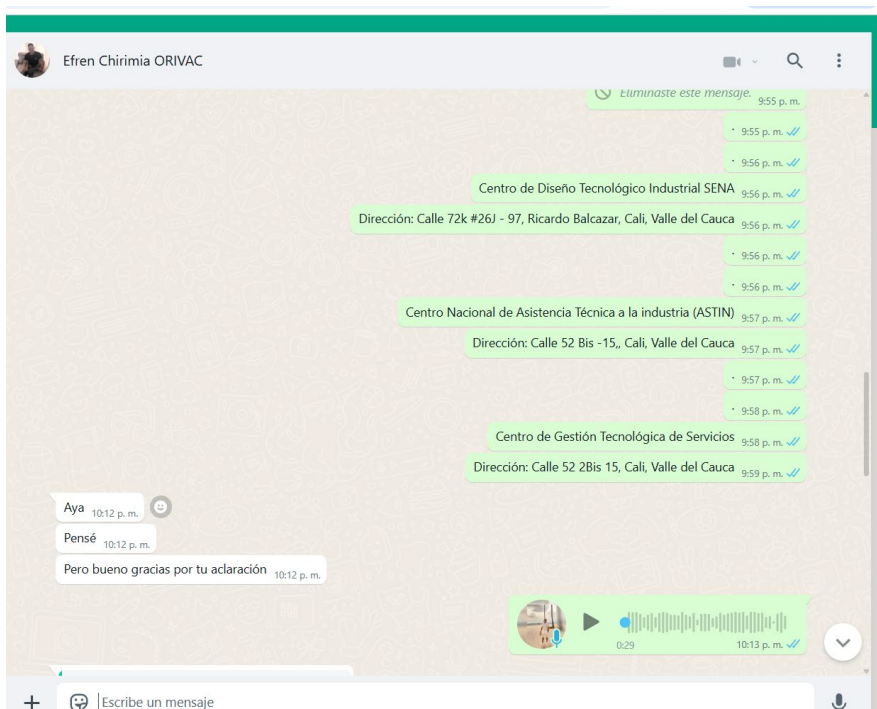 Efren Chirimia ORIVAC
Eliminaste este mensaje. 9:55 p. m.
· 9:55 p. m.
· 9:56 p. m.
Centro de Diseño Tecnológico Industrial SENA 9:56 p. m.
Dirección: Calle 72k #26J - 97, Ricardo Balcazar, Cali, Valle del Cauca 9:56 p. m.
· 9:56 p. m.
· 9:56 p. m.
Centro Nacional de Asistencia Técnica a la industria (ASTIN) 9:57 p. m.
Dirección: Calle 52 Bis -15,, Cali, Valle del Cauca 9:57 p. m.
· 9:57 p. m.
· 9:58 p. m.
Centro de Gestión Tecnológica de Servicios 9:58 p. m.
Dirección: Calle 52 2Bis 15, Cali, Valle del Cauca 9:59 p. m.
Aya 10:12 p. m.
Pensé 10:12 p. m.
Pero bueno gracias por tu aclaración 10:12 p. m.
0:29 10:13 p. m.
Escribe un mensaje